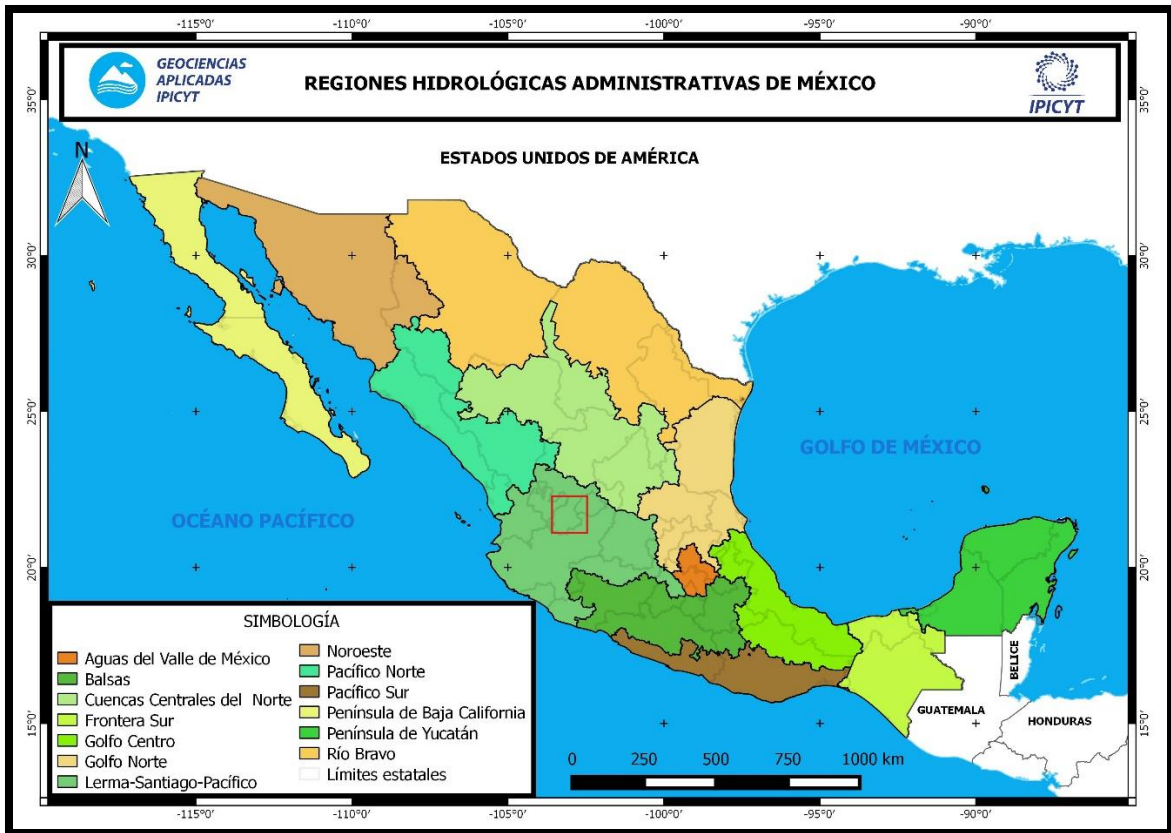 -115°0' -110°0' -105°0' -100°0' -95°0' -90°0'
GEOCIENCIAS
APLICADAS
IPICYT
REGIONES HIDROLÓGICAS ADMINISTRATIVAS DE MÉXICO
IPICYT
35°0' 35°0'
N
ESTADOS UNIDOS DE AMÉRICA
30°0' 30°0'
25°0' 25°0'
GOLFO DE MÉXICO
OCÉANO PACÍFICO
20°0' 20°0'
SIMBOLOGÍA
Aguas del Valle de México
Balsas
Cuencas Centrales del Norte
Frontera Sur
Golfo Centro
Golfo Norte
Lerma-Santiago-Pacífico
Noroeste
Pacífico Norte
Pacífico Sur
Península de Baja California
Península de Yucatán
Río Bravo
Límites estatales
BELICE
GUATEMALA
HONDURAS
15°0' 15°0'
0 250 500 750 1000 km
-115°0' -110°0' -105°0' -100°0' -95°0' -90°0'